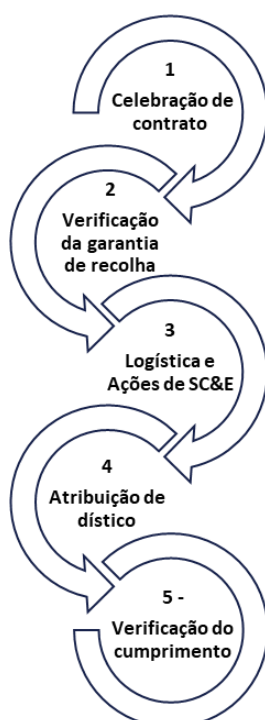 1
Celebração de
contrato
2
Verificação
da garantia
de recolha
3
Logística e
Ações de SC&E
4
Atribuição de
dístico
5 -
Verificação do
cumprimento